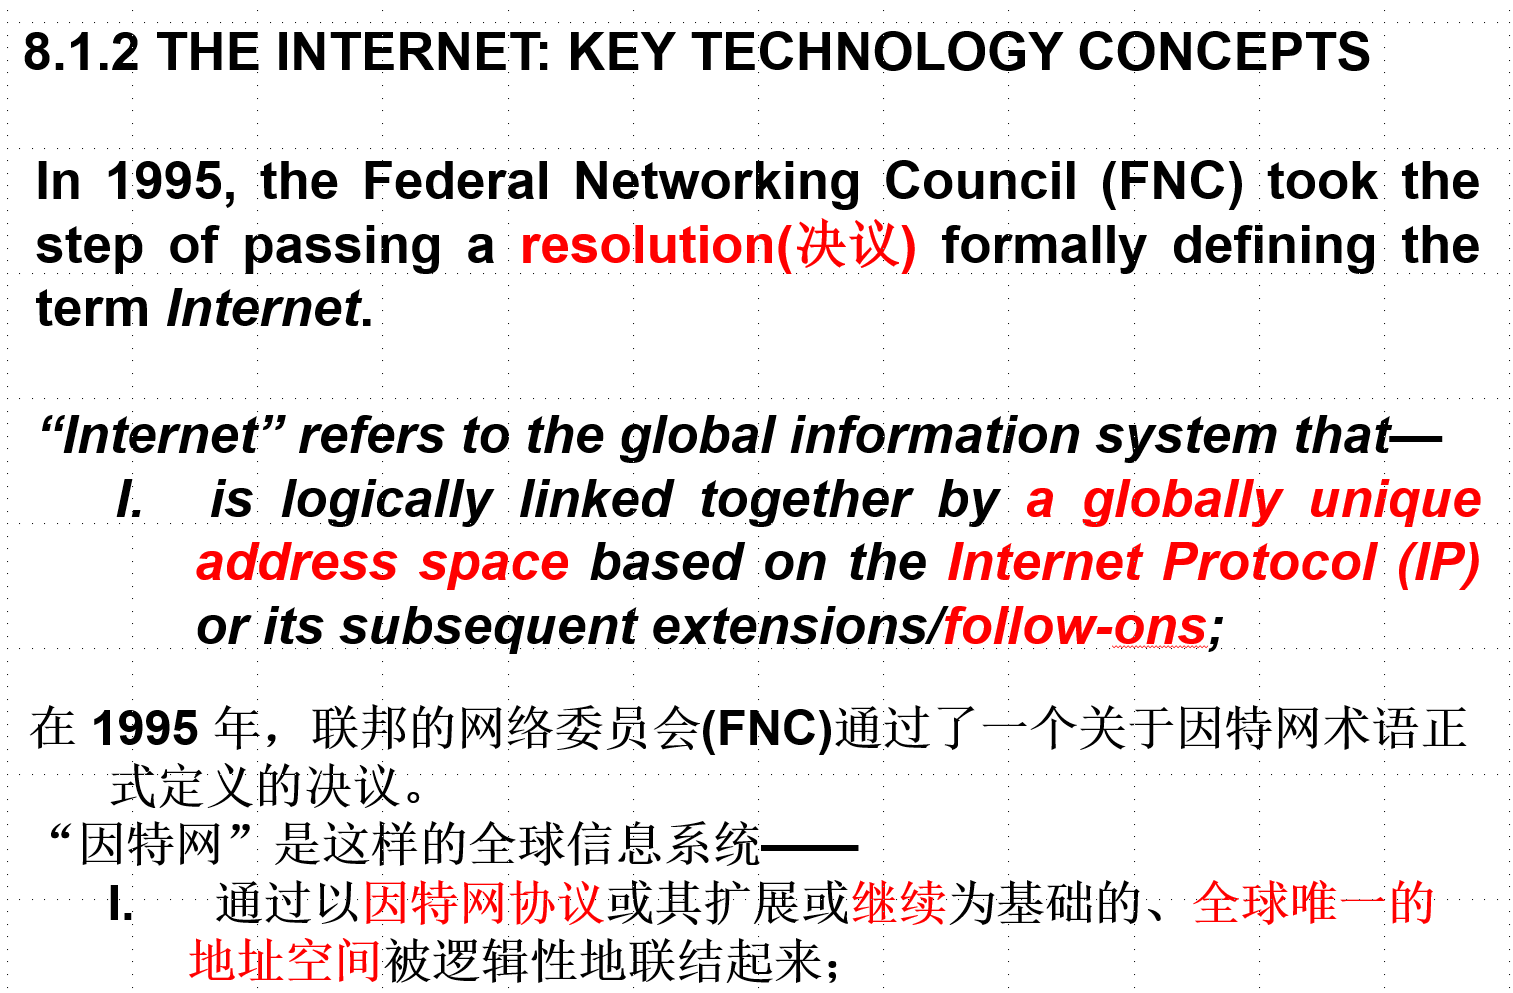 8.1.2 THE INTERNET: KEY TECHNOLOGY CONCEPTS
In 1995, the Federal Networking Council (FNC) took the
step of passing a resolution(决议) formally defining the
term Internet.
“Internet” refers to the global information system that—
I. is logically linked together by a globally unique
address space based on the Internet Protocol (IP)
or its subsequent extensions/follow-ons;
在 1995 年，联邦的网络委员会(FNC)通过了一个关于因特网术语正
式定义的决议。
“因特网”是这样的全球信息系统——
I. 通过以因特网协议或其扩展或继续为基础的、全球唯一的
地址空间被逻辑性地联结起来；